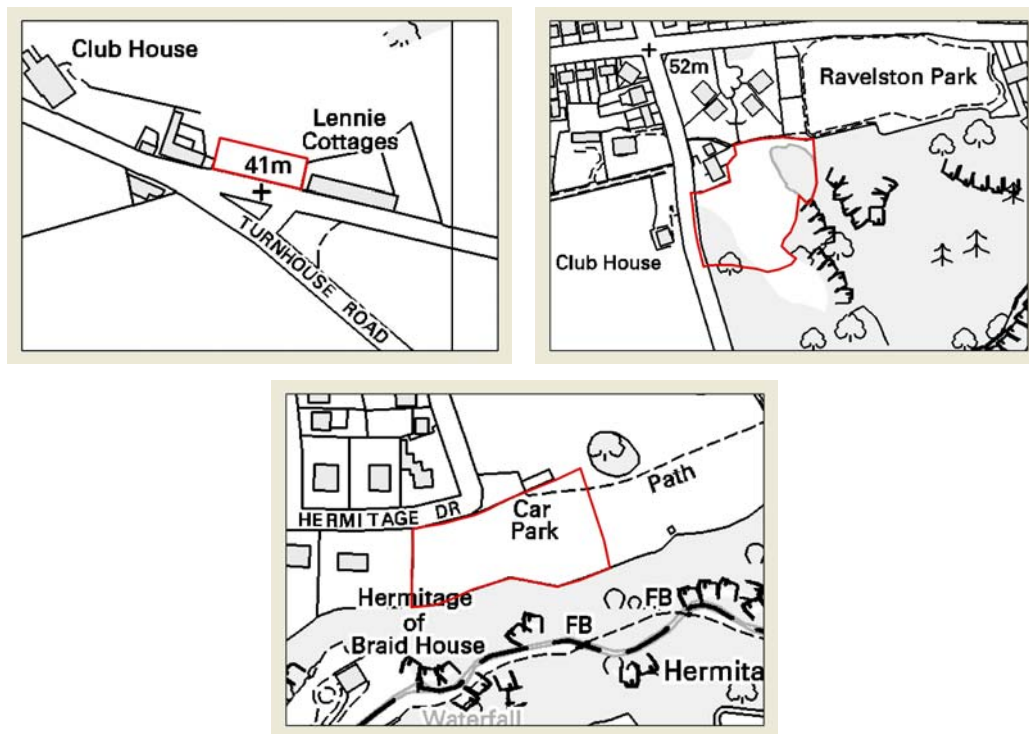 Club House
Lennie
Cottages
41m
TURNHOUSE ROAD
52m
Ravelston Park
Club House
HERMITAGE DR
Car
Park
Path
Hermitage
of
Braid House
FB
FB
Hermita
Waterfall